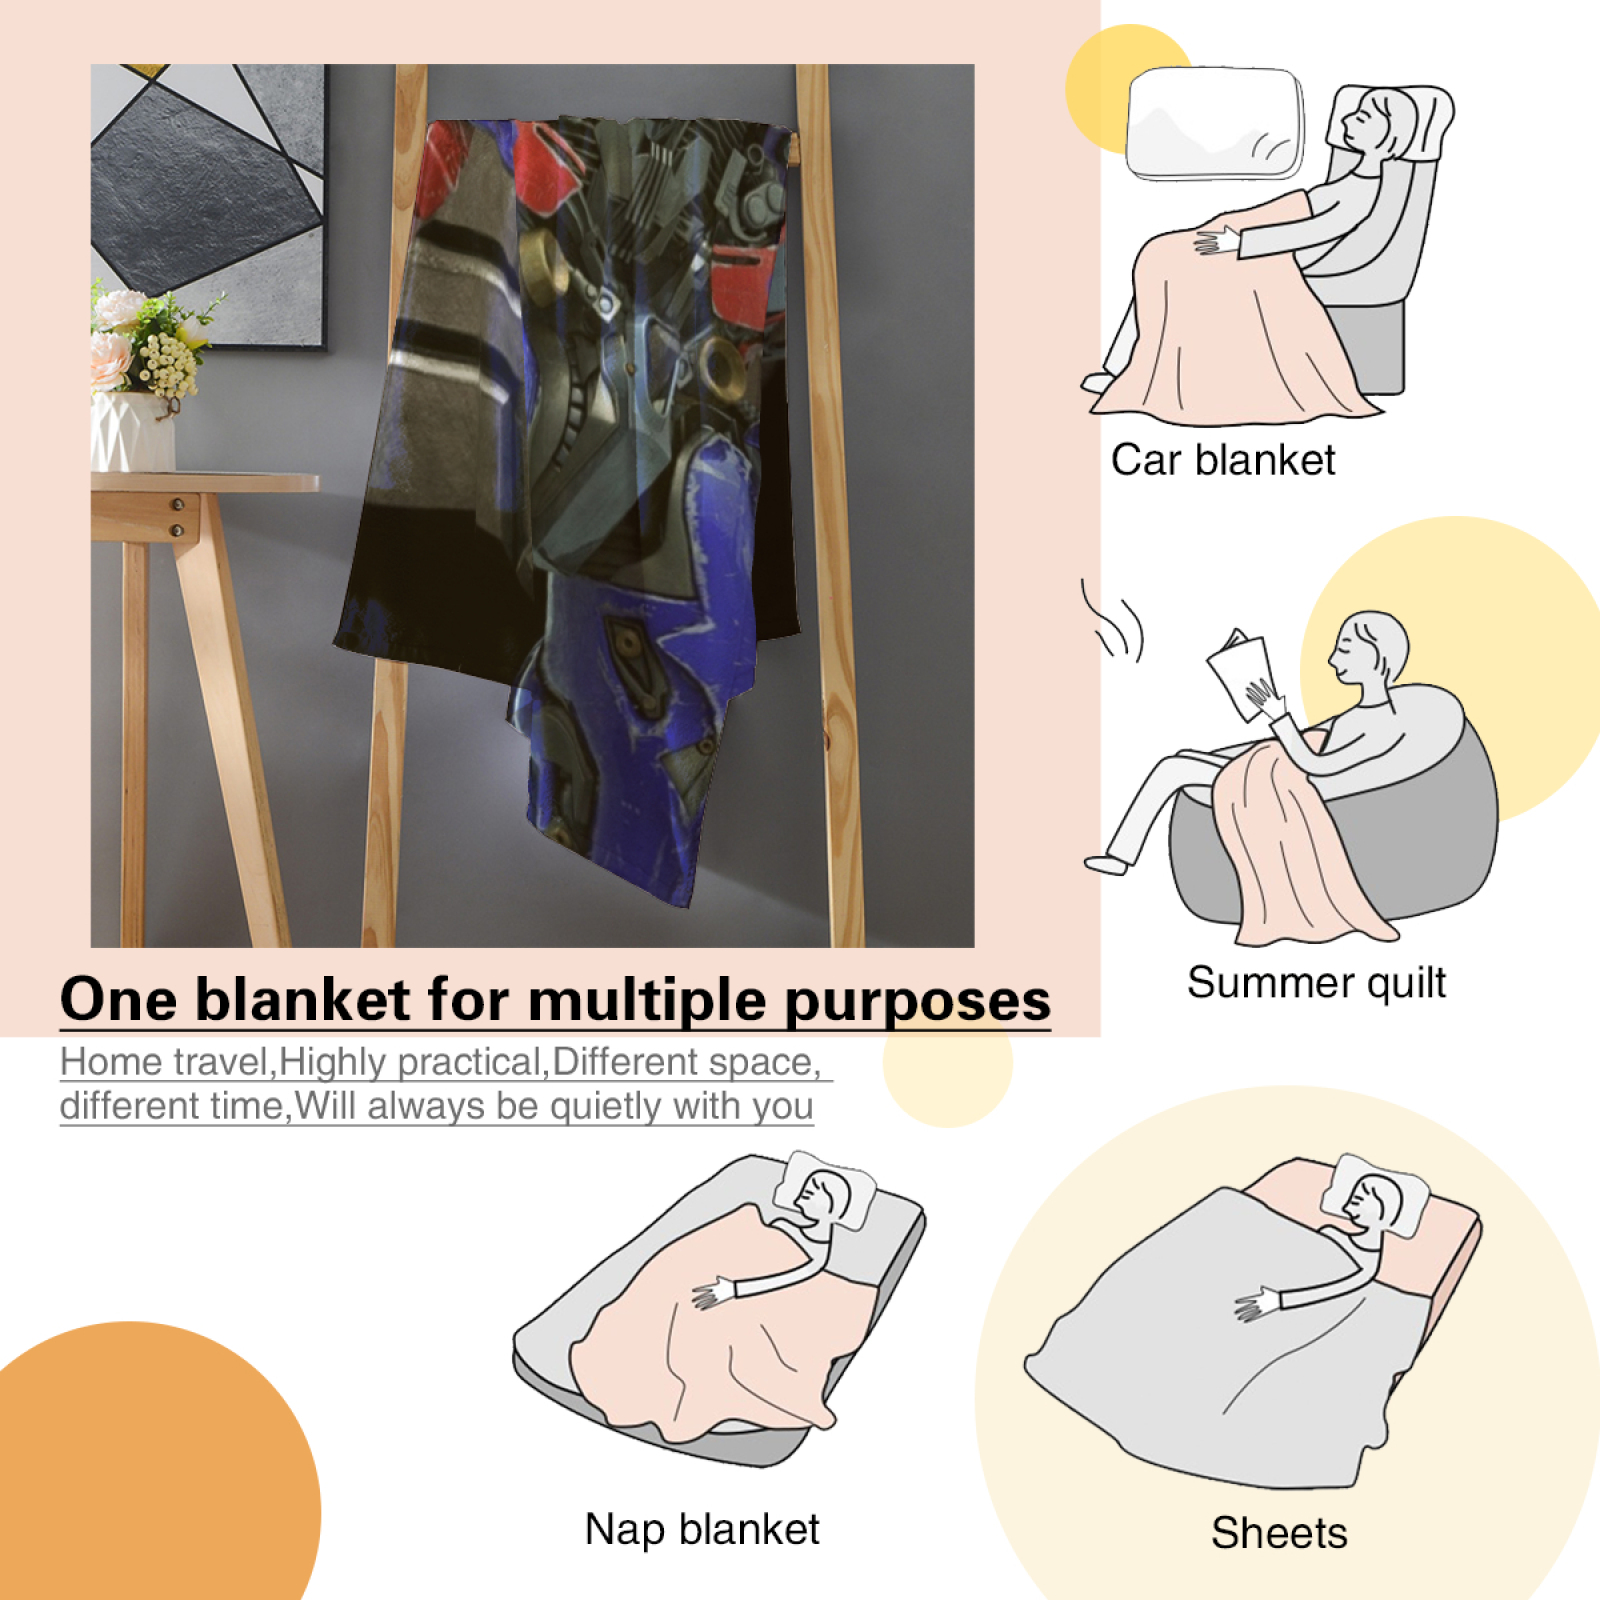 Car blanket
Summer quilt
One blanket for multiple purposes
Home travel,Highly practical,Different space,
different time,Will always be quietly with you
Nap blanket
Sheets